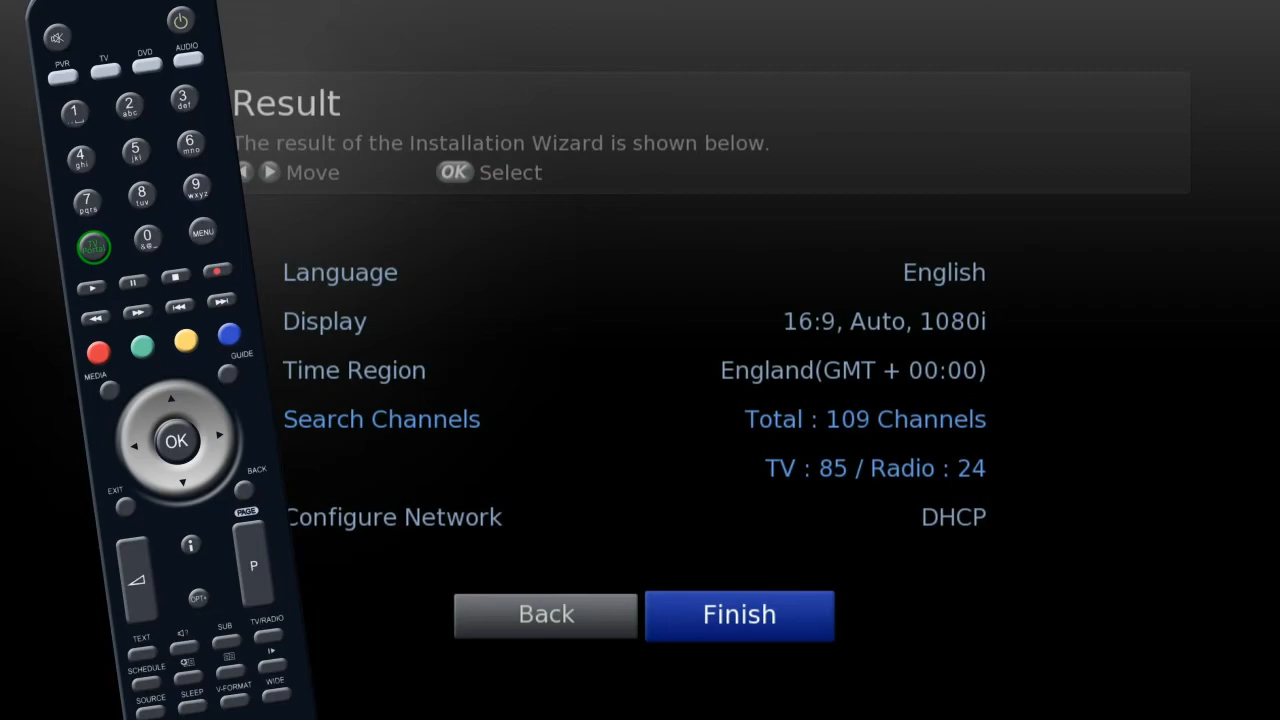 PVR
TV
DVD
AUDIO
1
2
abc
3
def
4
ghi
5
jkl
6
mno
7
pqrs
8
tuv
9
wxyz
TV
Portal
0
&@_
MENU
MEDIA
GUIDE
OK
EXIT
BACK
PAGE
i
P
OPT+
TEXT
SUB
TV/RADIO
SCHEDULE
SOURCE
SLEEP
V-FORMAT
WIDE
Result
The result of the Installation Wizard is shown below.
Move
OK Select
Language English
Display 16:9, Auto, 1080i
Time Region England(GMT + 00:00)
Search Channels Total : 109 Channels
TV : 85 / Radio : 24
Configure Network DHCP
Back Finish